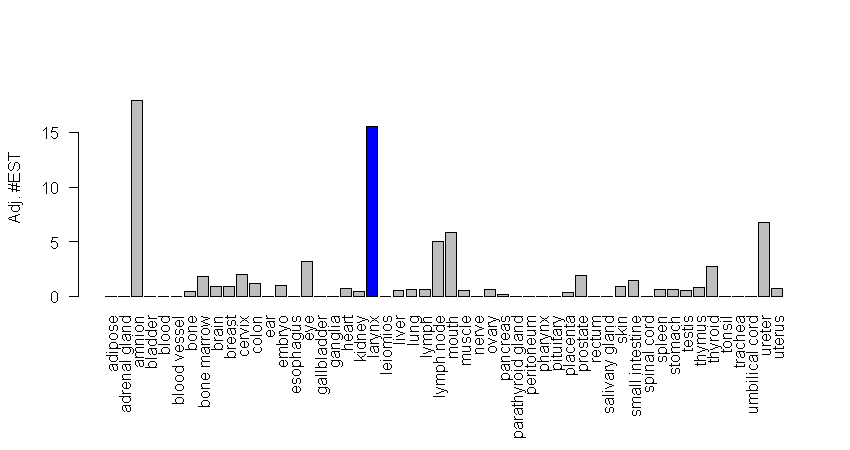 Adj. #EST
15
10
5
0
adipose
adrenal gland
amnion
bladder
blood
blood vessel
bone
bone marrow
brain
breast
cervix
colon
ear
embryo
esophagus
eye
gallbladder
ganglia
heart
kidney
larynx
leiomios
liver
lung
lymph
lymph node
mouth
muscle
nerve
ovary
pancreas
parathyroid gland
peritoneum
pharynx
pituitary
placenta
prostate
rectum
salivary gland
skin
small intestine
spinal cord
spleen
stomach
testis
thymus
thyroid
tonsil
trachea
umbilical cord
ureter
uterus